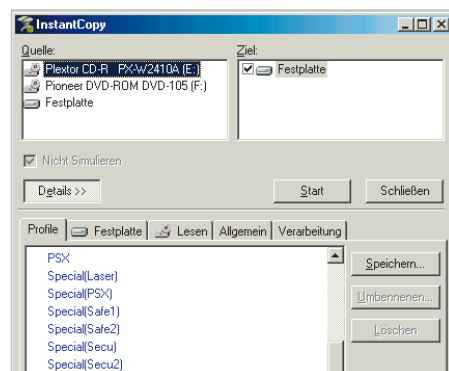 InstantCopy
Quelle:
Ziel:
Plextor CD-R PX-W2410A (E:)
Pioneer DVD-ROM DVD-105 (F:)
Festplatte
Festplatte
Nicht Simulieren
Details >>
Start
Schließen
Profile
Festplatte
Lesen
Allgemein
Verarbeitung
PSX
Special(Laser)
Special(PSX)
Special(Safe1)
Special(Safe2)
Special(Secu)
Special(Secu2)
Speichern...
Umbennenen...
Löschen